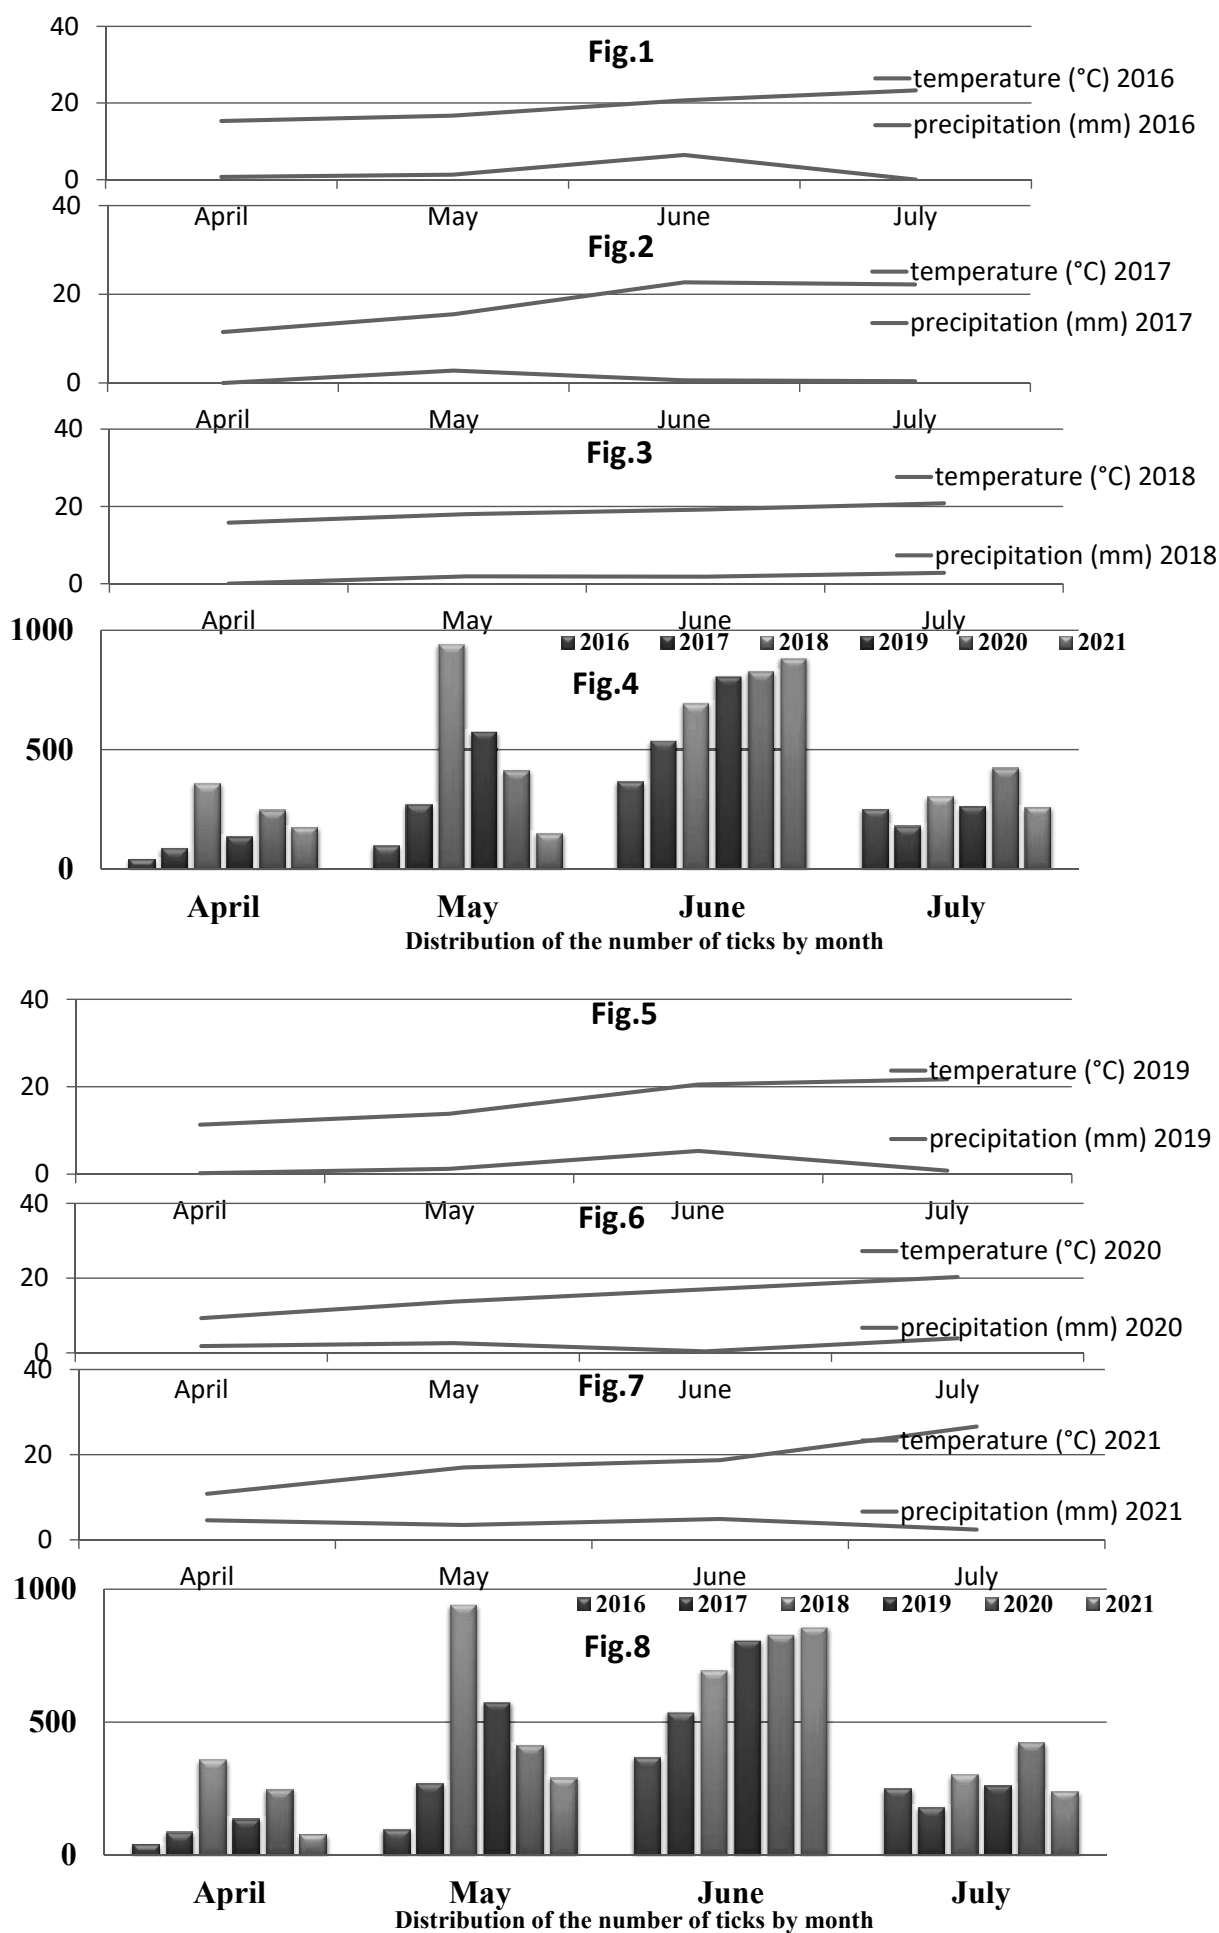 40
Fig.1
temperature (°C) 2016
20
precipitation (mm) 2016
0
40
April May June July
Fig.2
temperature (°C) 2017
20
precipitation (mm) 2017
0
40
April May June July
Fig.3
temperature (°C) 2018
20
precipitation (mm) 2018
0
April May June July
1000
2016 2017 2018 2019 2020 2021
Fig.4
500
0
April May June July
Distribution of the number of ticks by month
40
Fig.5
temperature (°C) 2019
20
precipitation (mm) 2019
0
40
April May June July
Fig.6
temperature (°C) 2020
20
precipitation (mm) 2020
0
40
April May June July
Fig.7
temperature (°C) 2021
20
precipitation (mm) 2021
0
April May June July
1000
2016 2017 2018 2019 2020 2021
Fig.8
500
0
April May June July
Distribution of the number of ticks by month